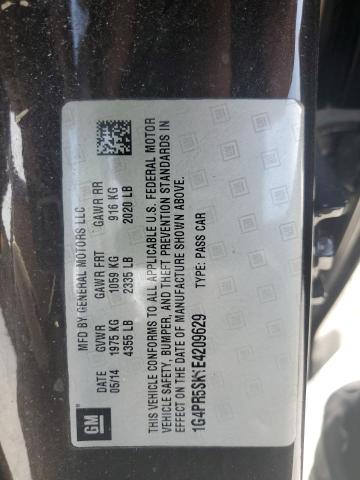 MFD BY GENERAL MOTORS LLC
DATE GVWR GAWR FRT GAWR RR
05/14 1975 KG 1059 KG 916 KG
4355 LB 2335 LB 2020 LB
THIS VEHICLE CONFORMS TO ALL APPLICABLE U.S. FEDERAL MOTOR
VEHICLE SAFETY, BUMPER, AND THEFT PREVENTION STANDARDS IN
EFFECT ON THE DATE OF MANUFACTURE SHOWN ABOVE.
1G4PR5SK1E4209629 TYPE: PASS CAR
GM